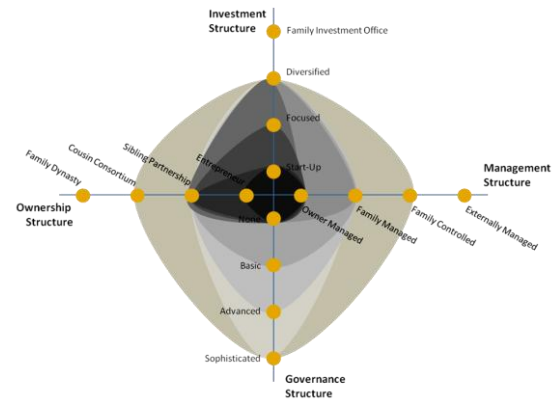 Investment
Structure
Family Investment Office
Diversified
Focused
Start-Up
Family Dynasty
Cousin Consortium
Sibling Partnership
Entrepreneur
Ownership
Structure
Management
Structure
Owner Managed
Family Managed
Family Controlled
Externally Managed
None
Basic
Advanced
Sophisticated
Governance
Structure